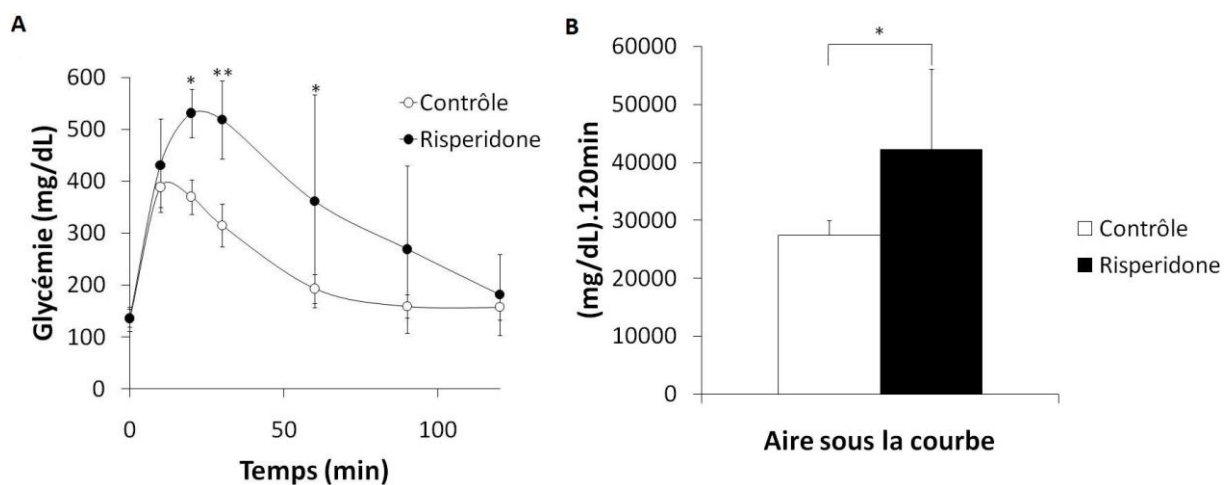 A
Glycémie (mg/dL)
600
500
400
300
200
100
0
*
**
*
Contrôle
Risperidone
0
50
100
Temps (min)
B
(mg/dL).120min
60000
50000
40000
30000
20000
10000
0
*
Contrôle
Risperidone
Aire sous la courbe